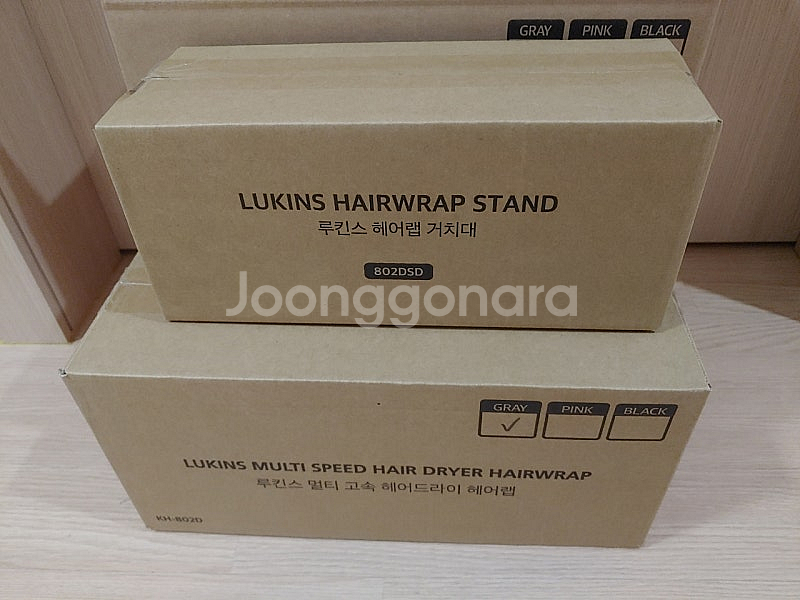 GRAY PINK BLACK
LUKINS HAIRWRAP STAND
루킨스 헤어랩 거치대
802DSD
Joonggonara
GRAY PINK BLACK
LUKINS MULTI SPEED HAIR DRYER HAIRWRAP
루킨스 멀티 고속 헤어드라이 헤어랩
KH-802D